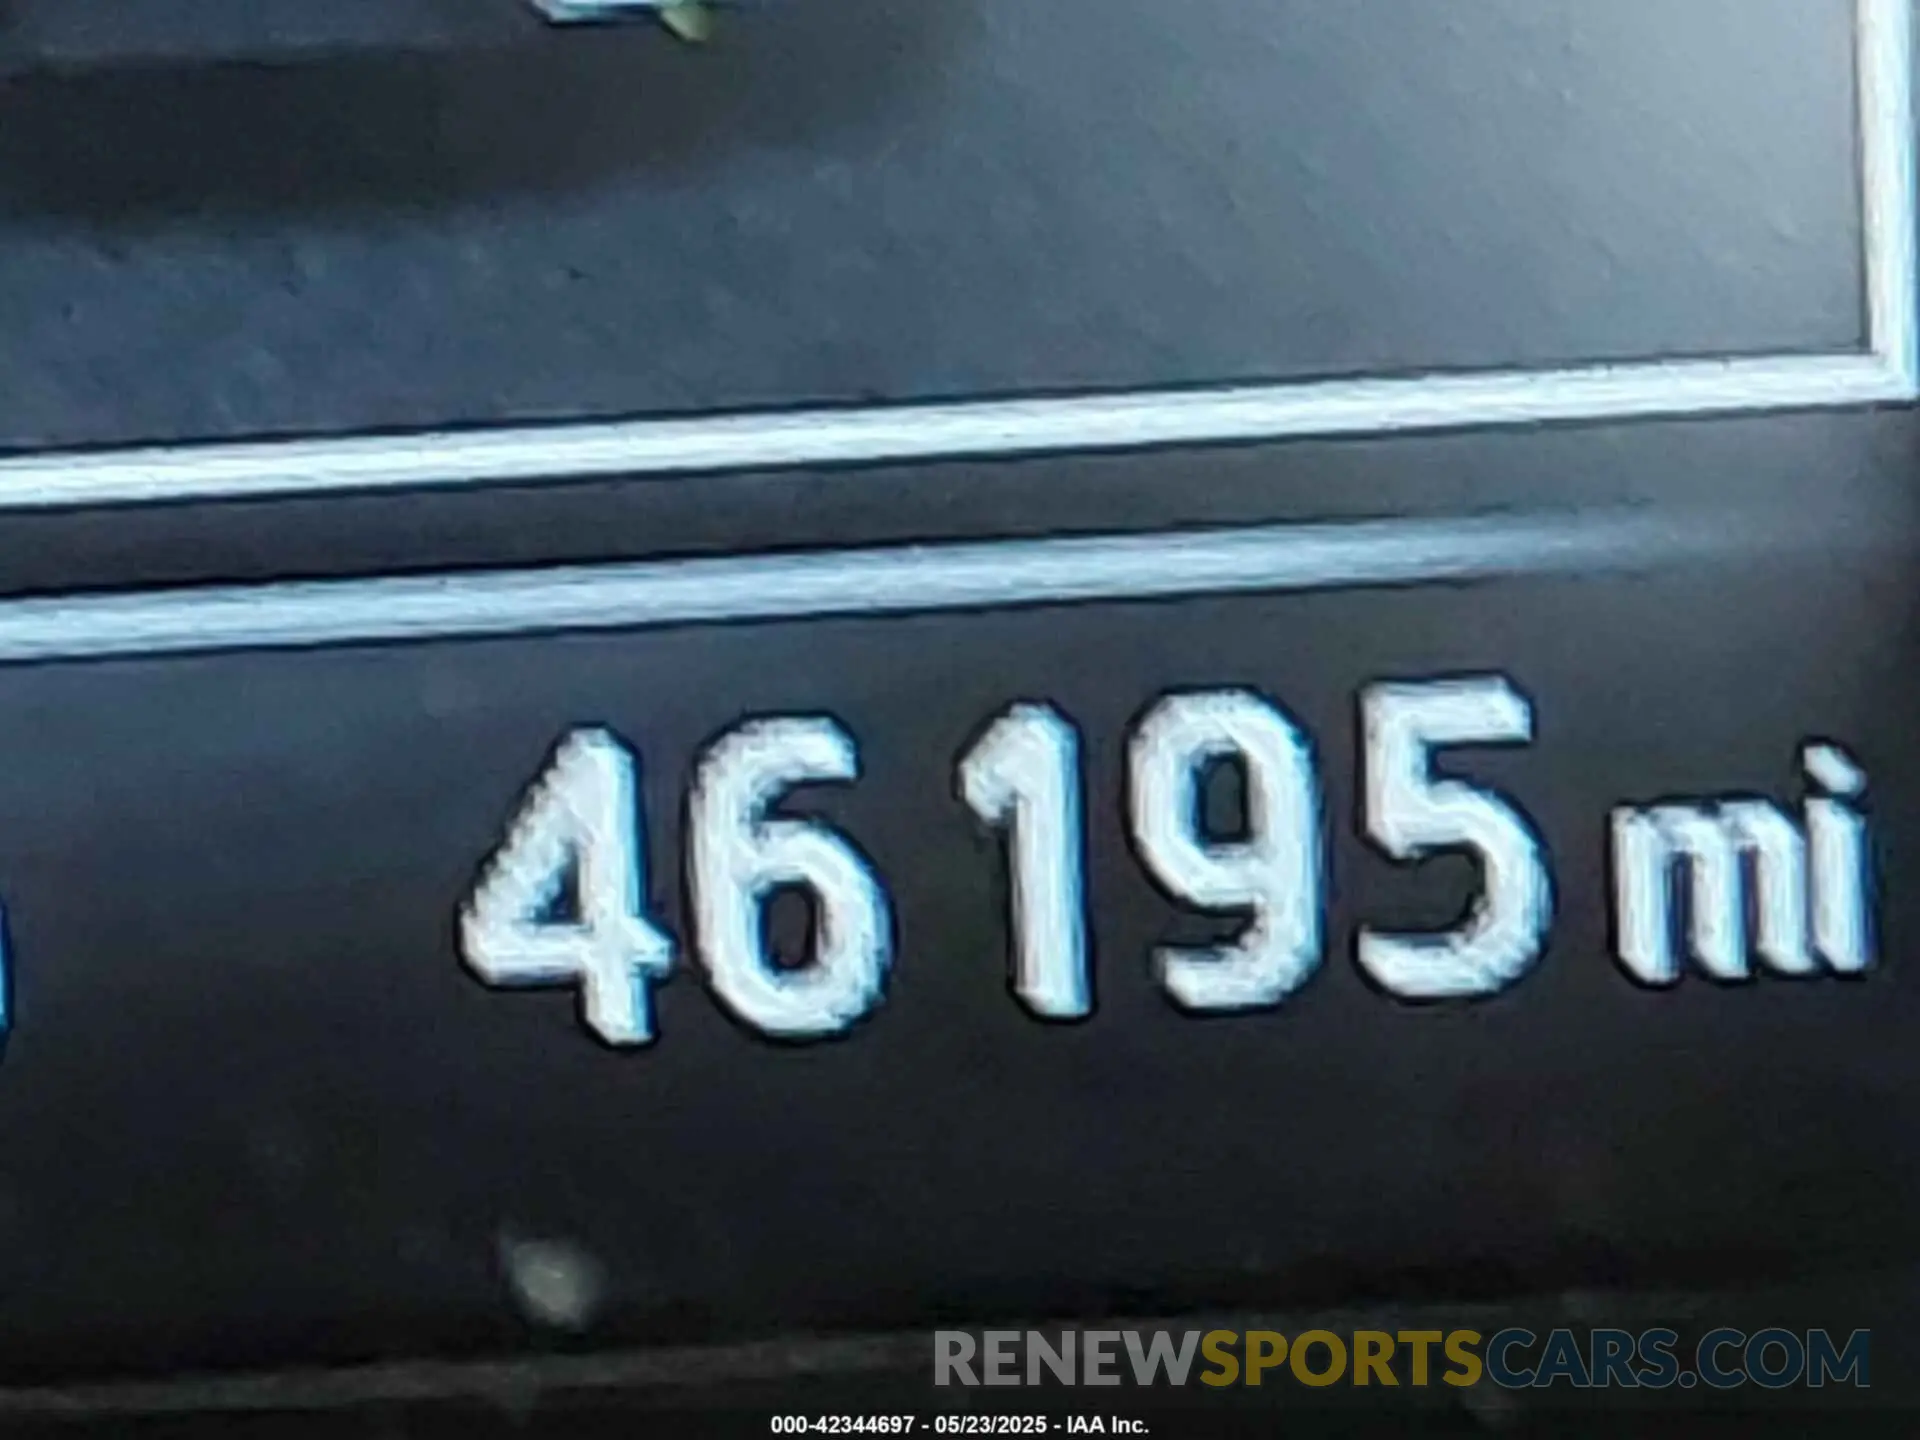 46195 mi
RENEWSPORTSCARS.COM
000-42344697 - 05/23/2025 - IAA Inc.